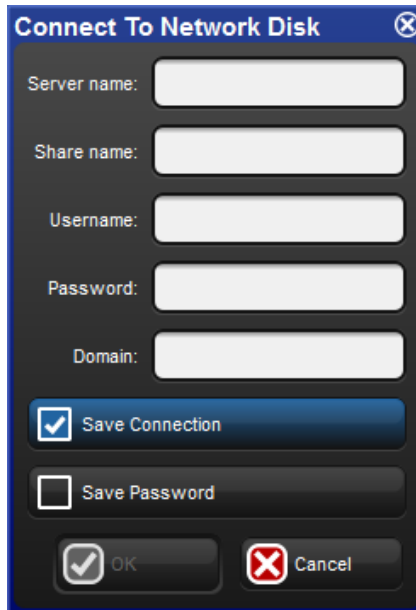 Connect To Network Disk
Server name:
Share name:
Username:
Password:
Domain:
Save Connection
Save Password
OK
Cancel